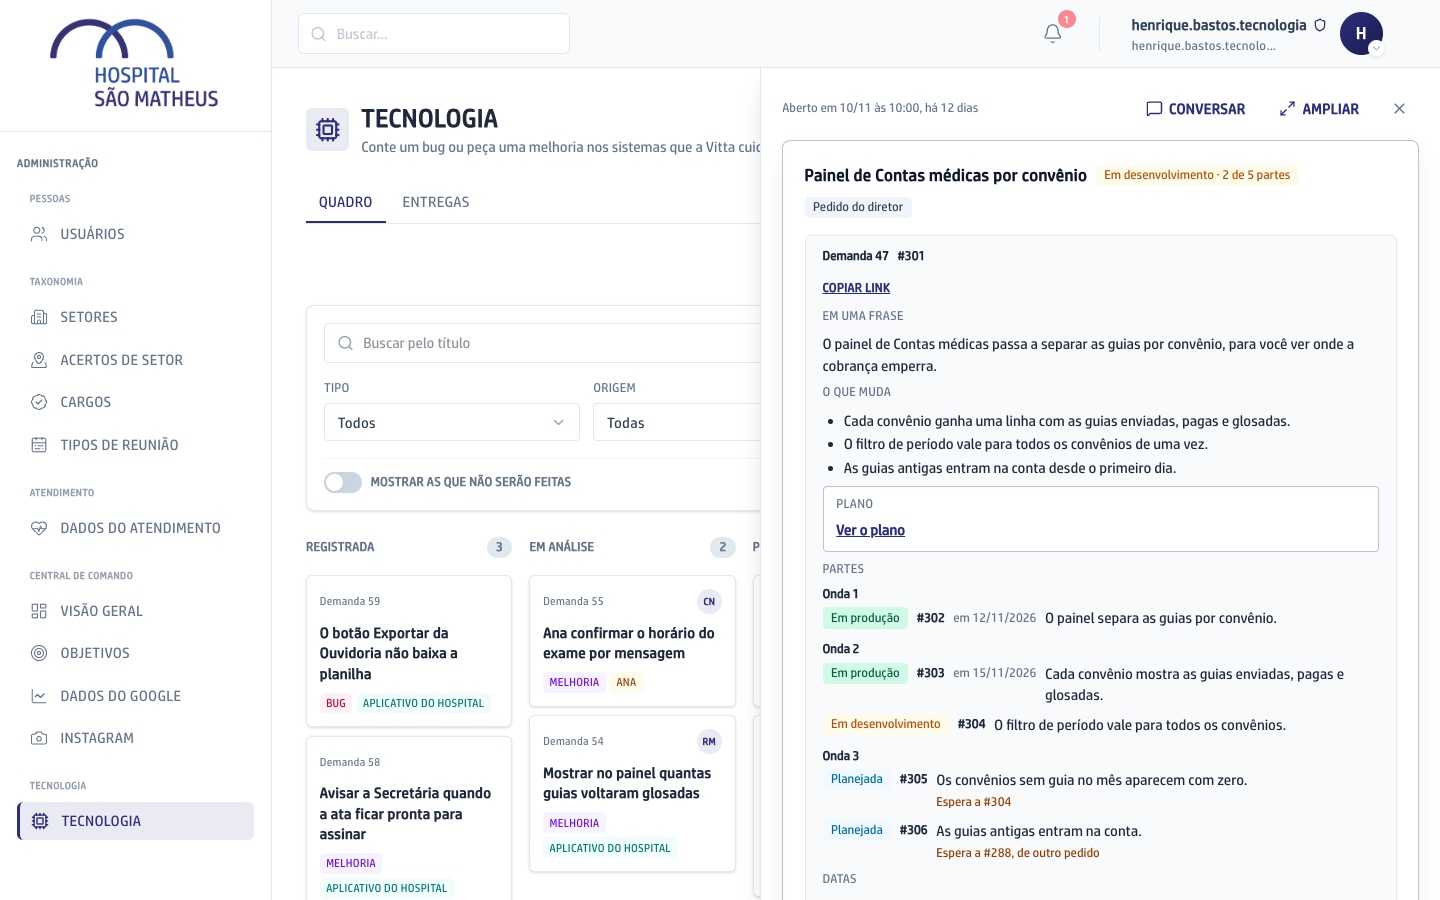 HOSPITAL
SÃO MATHEUS
ADMINISTRAÇÃO
PESSOAS
USUÁRIOS
TAXONOMIA
SETORES
ACERTOS DE SETOR
CARGOS
TIPOS DE REUNIÃO
ATENDIMENTO
DADOS DO ATENDIMENTO
CENTRAL DE COMANDO
VISÃO GERAL
OBJETIVOS
DADOS DO GOOGLE
INSTAGRAM
TECNOLOGIA
TECNOLOGIA
Buscar...
1
henrique.bastos.tecnologia
henrique.bastos.tecnolo...
H
TECNOLOGIA
Conte um bug ou peça uma melhoria nos sistemas que a Vitta cuid
QUADRO
ENTREGAS
Buscar pelo título
TIPO
ORIGEM
Todos
Todas
MOSTRAR AS QUE NÃO SERÃO FEITAS
REGISTRADA
3
Demanda 59
O botão Exportar da
Ouvidoria não baixa a
planilha
BUG
APLICATIVO DO HOSPITAL
Demanda 58
Avisar a Secretária quando
a ata ficar pronta para
assinar
MELHORIA
APLICATIVO DO HOSPITAL
EM ANÁLISE
2
Demanda 55
CN
Ana confirmar o horário do
exame por mensagem
MELHORIA
ANA
Demanda 54
RM
Mostrar no painel quantas
guias voltaram glosadas
MELHORIA
APLICATIVO DO HOSPITAL
P
Aberto em 10/11 às 10:00, há 12 dias
CONVERSAR
AMPLIAR
Painel de Contas médicas por convênio
Em desenvolvimento · 2 de 5 partes
Pedido do diretor
Demanda 47 #301
COPIAR LINK
EM UMA FRASE
O painel de Contas médicas passa a separar as guias por convênio, para você ver onde a
cobrança emperra.
O QUE MUDA
• Cada convênio ganha uma linha com as guias enviadas, pagas e glosadas.
• O filtro de período vale para todos os convênios de uma vez.
• As guias antigas entram na conta desde o primeiro dia.
PLANO
Ver o plano
PARTES
Onda 1
Em produção #302 em 12/11/2026 O painel separa as guias por convênio.
Onda 2
Em produção #303 em 15/11/2026 Cada convênio mostra as guias enviadas, pagas e
glosadas.
Em desenvolvimento #304 O filtro de período vale para todos os convênios.
Onda 3
Planejada #305 Os convênios sem guia no mês aparecem com zero.
Espera a #304
Planejada #306 As guias antigas entram na conta.
Espera a #288, de outro pedido
DATAS